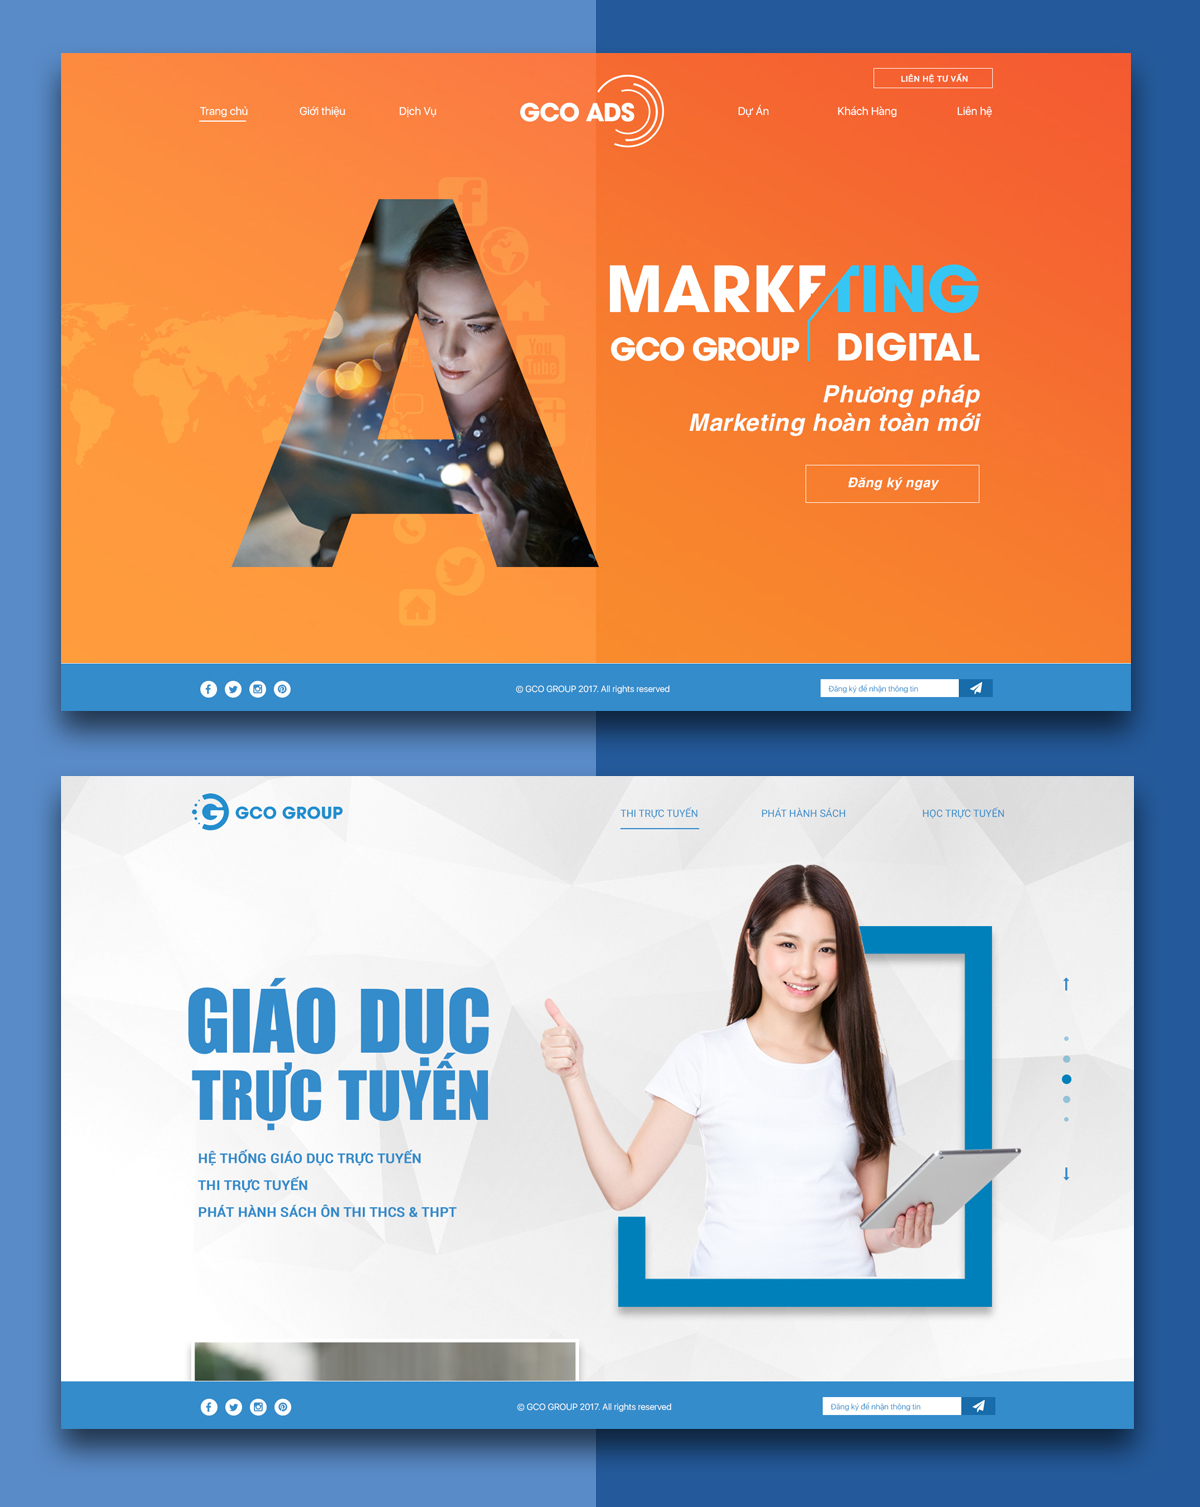 LIÊN HỆ TƯ VẤN
Trang chủ
Giới thiệu
Dịch Vụ
GCO ADS
Dự Án
Khách Hàng
Liên hệ
MARKETING
GCO GROUP
DIGITAL
Phương pháp
Marketing hoàn toàn mới
Đăng ký ngay
You
Tube
© GCO GROUP 2017. All rights reserved
Đăng ký để nhận thông tin
GCO GROUP
THI TRỰC TUYẾN
PHÁT HÀNH SÁCH
HỌC TRỰC TUYẾN
GIÁO DỤC
TRỰC TUYẾN
HỆ THỐNG GIÁO DỤC TRỰC TUYẾN
THI TRỰC TUYẾN
PHÁT HÀNH SÁCH ÔN THI THCS & THPT
© GCO GROUP 2017. All rights reserved
Đăng ký để nhận thông tin